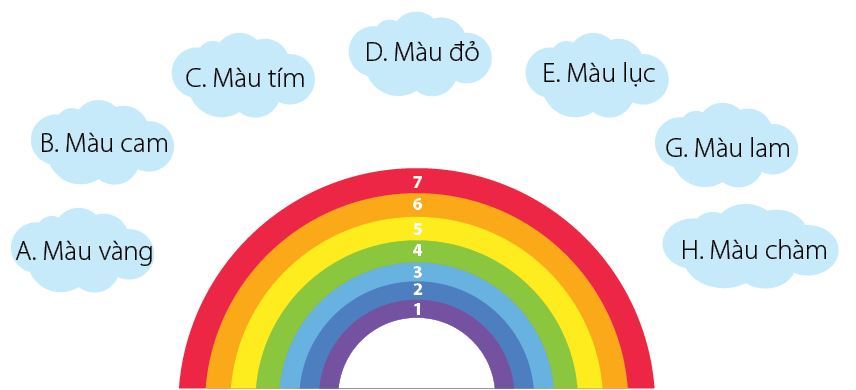 D. Màu đỏ
C. Màu tím
E. Màu lục
B. Màu cam
G. Màu lam
A. Màu vàng
H. Màu chàm
7
6
5
4
3
2
1